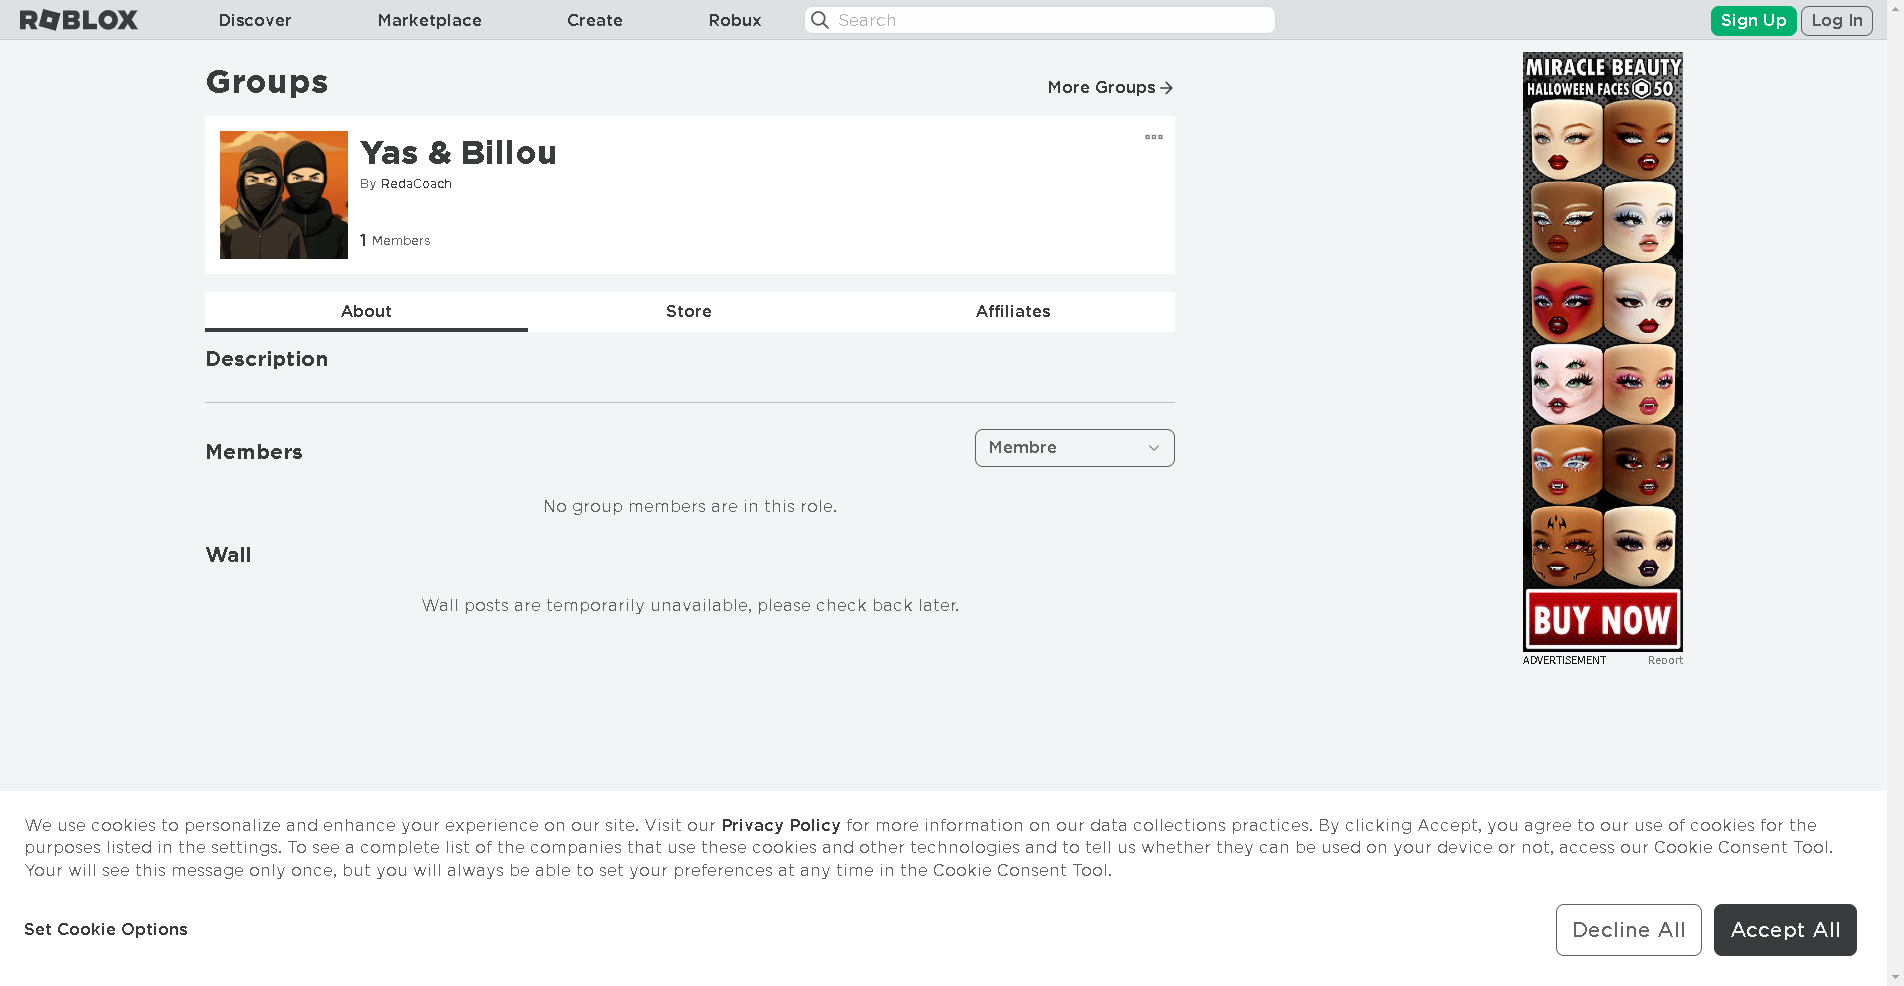 ROBLOX
Discover
Marketplace
Create
Robux
Search
Sign Up
Log In
Groups
More Groups
Yas & Billou
By RedaCoach
1 Members
About
Store
Affiliates
Description
Members
Membre
No group members are in this role.
Wall
Wall posts are temporarily unavailable, please check back later.
MIRACLE BEAUTY
HALLOWEEN FACES 50
BUY NOW
ADVERTISEMENT
Report
We use cookies to personalize and enhance your experience on our site. Visit our Privacy Policy for more information on our data collections practices. By clicking Accept, you agree to our use of cookies for the
purposes listed in the settings. To see a complete list of the companies that use these cookies and other technologies and to tell us whether they can be used on your device or not, access our Cookie Consent Tool.
Your will see this message only once, but you will always be able to set your preferences at any time in the Cookie Consent Tool.
Set Cookie Options
Decline All
Accept All